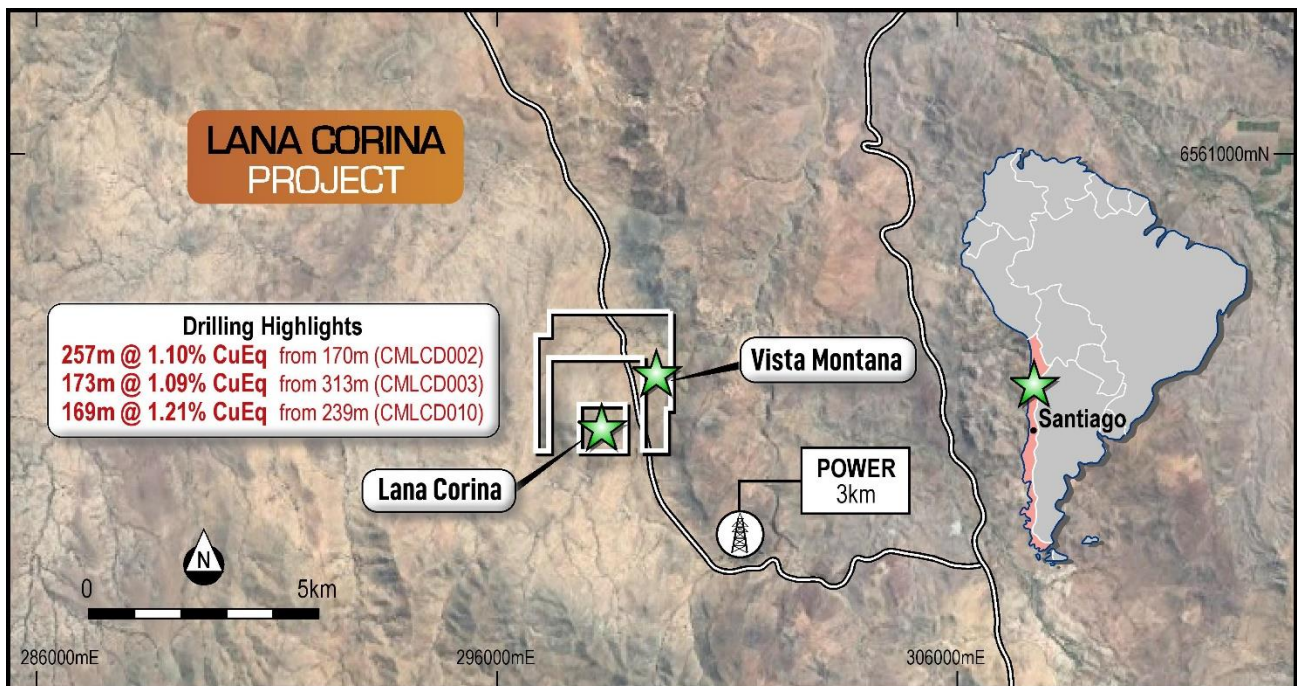 LANA CORINA
PROJECT
6561000mN
Drilling Highlights
257m @ 1.10% CuEq from 170m (CMLCD002)
173m @ 1.09% CuEq from 313m (CMLCD003)
169m @ 1.21% CuEq from 239m (CMLCD010)
Vista Montana
Santiago
Lana Corina
POWER
3km
N
0 5km
286000mE
296000mE
306000mE